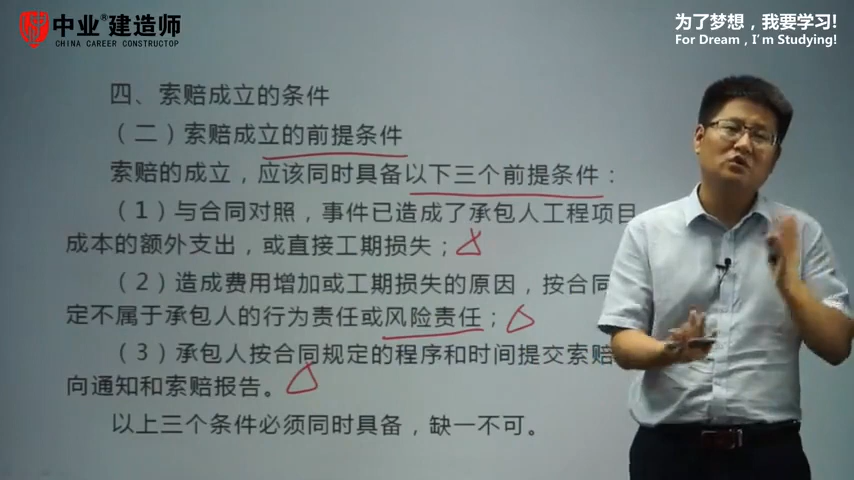 中业®建造师
CHINA CAREER CONSTRUCTOP
为了梦想，我要学习!
For Dream , I'm Studying!
四、索赔成立的条件
（二）索赔成立的前提条件
索赔的成立，应该同时具备以下三个前提条件：
（1）与合同对照，事件已造成了承包人工程项目
成本的额外支出，或直接工期损失；
（2）造成费用增加或工期损失的原因，按合同
定不属于承包人的行为责任或风险责任；
（3）承包人按合同规定的程序和时间提交索赔
向通知和索赔报告。
以上三个条件必须同时具备，缺一不可。